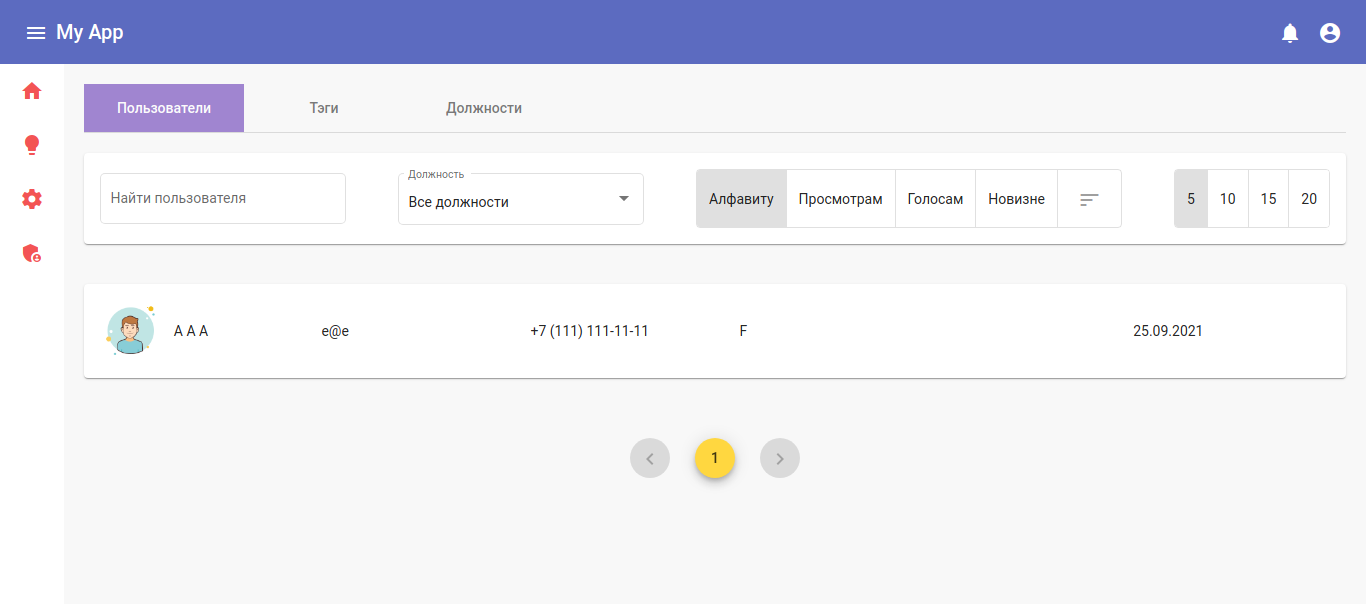 My App
Пользователи Тэги Должности
Должность
Найти пользователя Все должности Алфавиту Просмотрам Голосам Новизне 5 10 15 20
A A A e@e +7 (111) 111-11-11 F 25.09.2021
1